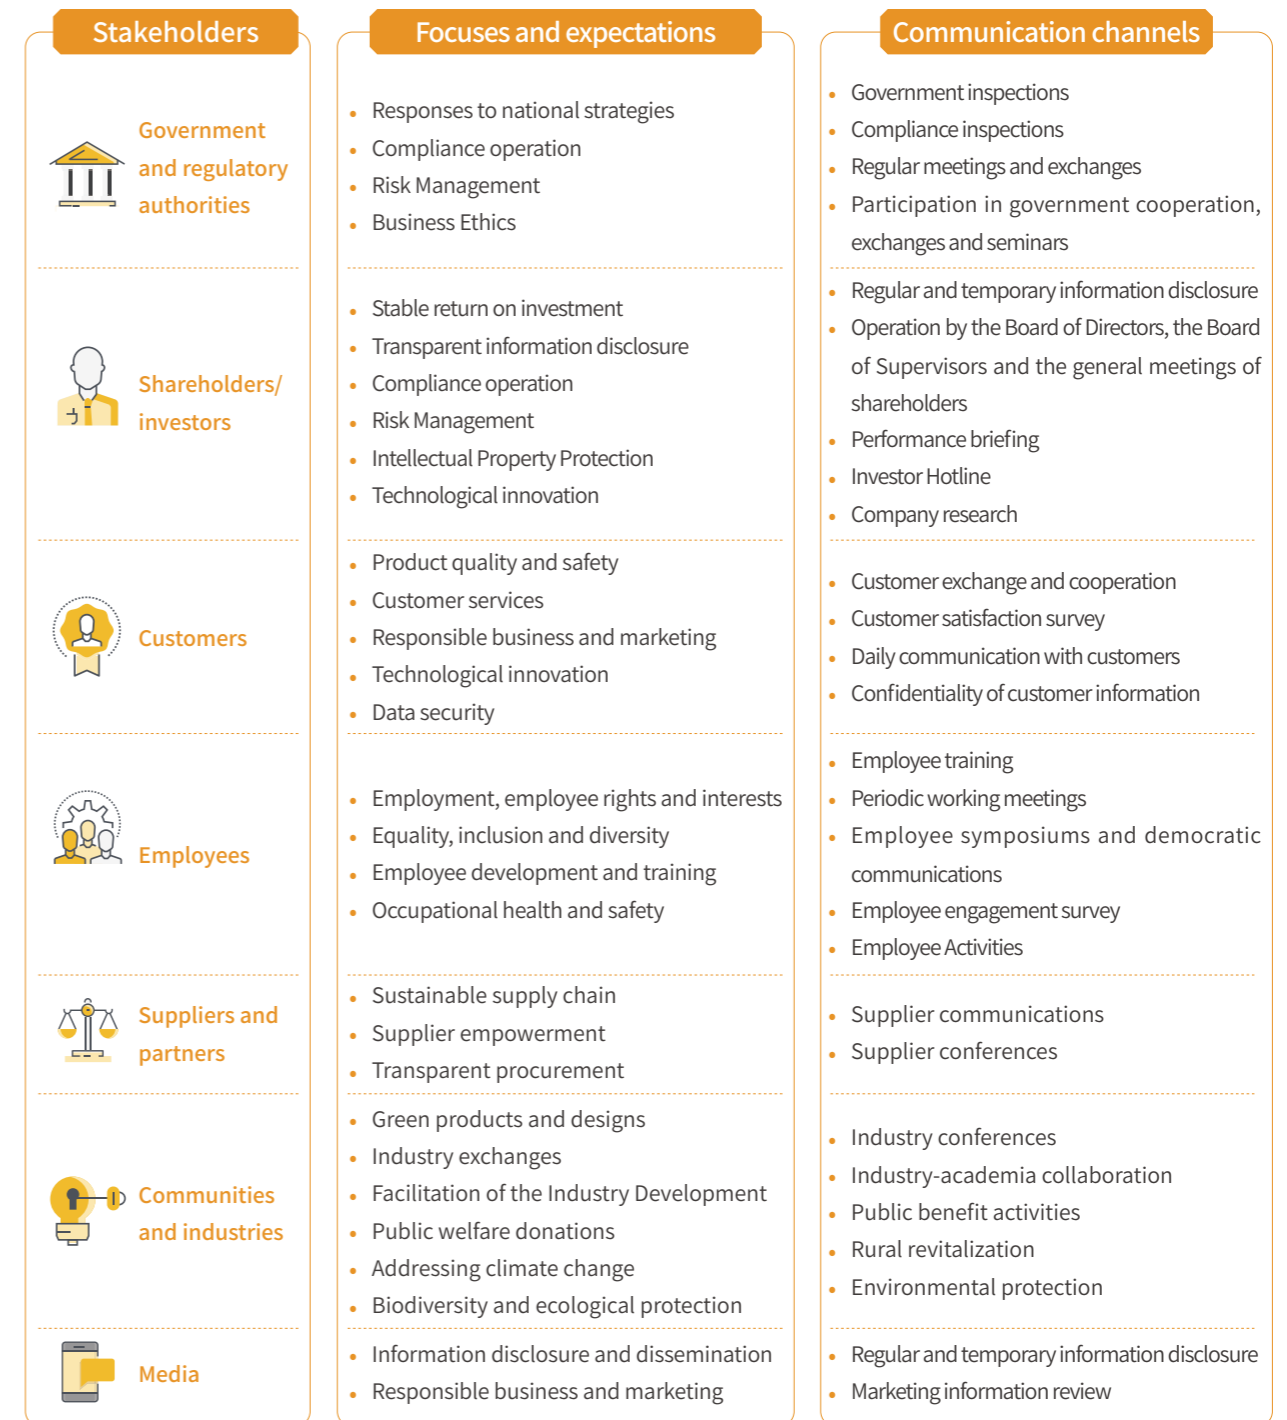 Stakeholders
Focuses and expectations
Communication channels
Government
and regulatory
authorities
• Responses to national strategies
• Compliance operation
• Risk Management
• Business Ethics
• Government inspections
• Compliance inspections
• Regular meetings and exchanges
• Participation in government cooperation,
exchanges and seminars
Shareholders/
investors
• Stable return on investment
• Transparent information disclosure
• Compliance operation
• Risk Management
• Intellectual Property Protection
• Technological innovation
• Regular and temporary information disclosure
• Operation by the Board of Directors, the Board
of Supervisors and the general meetings of
shareholders
• Performance briefing
• Investor Hotline
• Company research
Customers
• Product quality and safety
• Customer services
• Responsible business and marketing
• Technological innovation
• Data security
• Customer exchange and cooperation
• Customer satisfaction survey
• Daily communication with customers
• Confidentiality of customer information
Employees
• Employment, employee rights and interests
• Equality, inclusion and diversity
• Employee development and training
• Occupational health and safety
• Employee training
• Periodic working meetings
• Employee symposiums and democratic
communications
• Employee engagement survey
• Employee Activities
Suppliers and
partners
• Sustainable supply chain
• Supplier empowerment
• Transparent procurement
• Supplier communications
• Supplier conferences
Communities
and industries
• Green products and designs
• Industry exchanges
• Facilitation of the Industry Development
• Public welfare donations
• Addressing climate change
• Biodiversity and ecological protection
• Industry conferences
• Industry-academia collaboration
• Public benefit activities
• Rural revitalization
• Environmental protection
Media
• Information disclosure and dissemination
• Responsible business and marketing
• Regular and temporary information disclosure
• Marketing information review